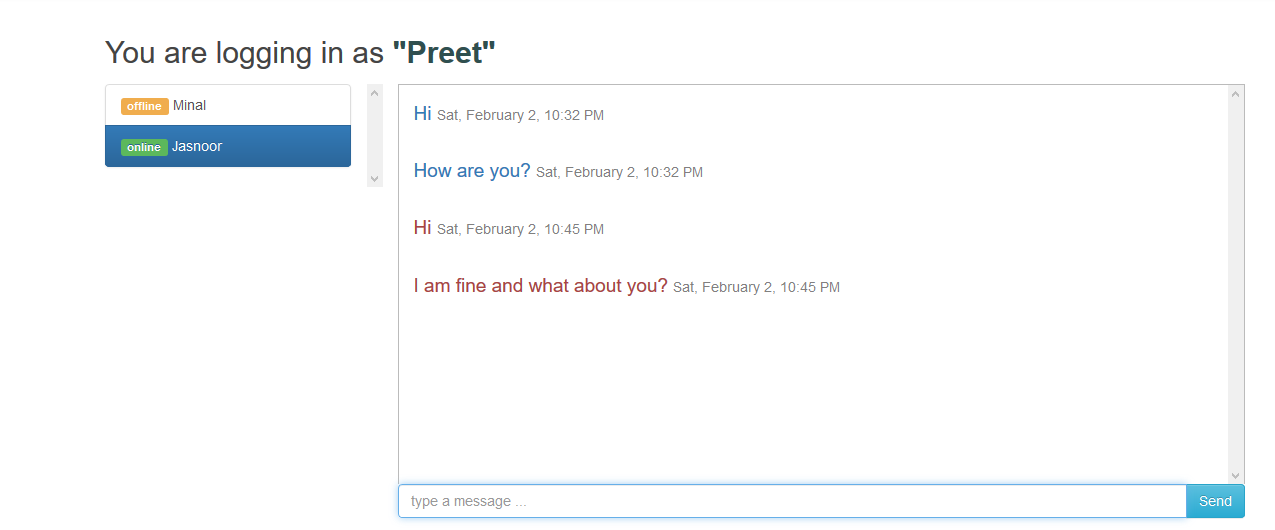 You are logging in as "Preet"
offline Minal
online Jasnoor
Hi Sat, February 2, 10:32 PM
How are you? Sat, February 2, 10:32 PM
Hi Sat, February 2, 10:45 PM
I am fine and what about you? Sat, February 2, 10:45 PM
type a message ... Send